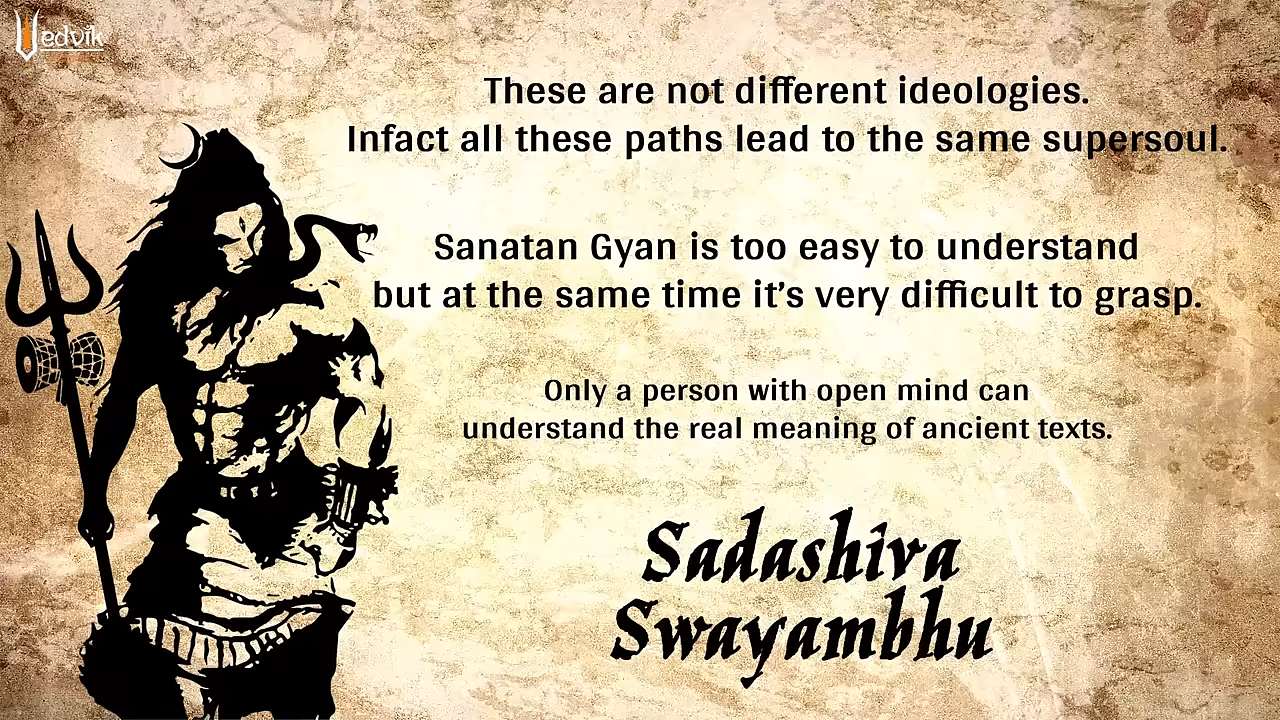 Vedvik
These are not different ideologies.
Infact all these paths lead to the same supersoul.
Sanatan Gyan is too easy to understand
but at the same time it's very difficult to grasp.
Only a person with open mind can
understand the real meaning of ancient texts.
Sadashiva
Swayambhu